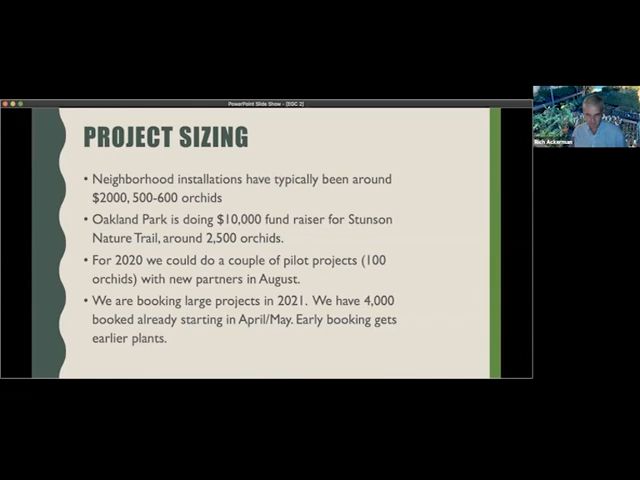 PowerPoint Slide Show - [EGC 2]
PROJECT SIZING
• Neighborhood installations have typically been around
$2000, 500-600 orchids
• Oakland Park is doing $10,000 fund raiser for Stunson
Nature Trail, around 2,500 orchids.
• For 2020 we could do a couple of pilot projects (100
orchids) with new partners in August.
• We are booking large projects in 2021. We have 4,000
booked already starting in April/May. Early booking gets
earlier plants.
Rich Ackerman